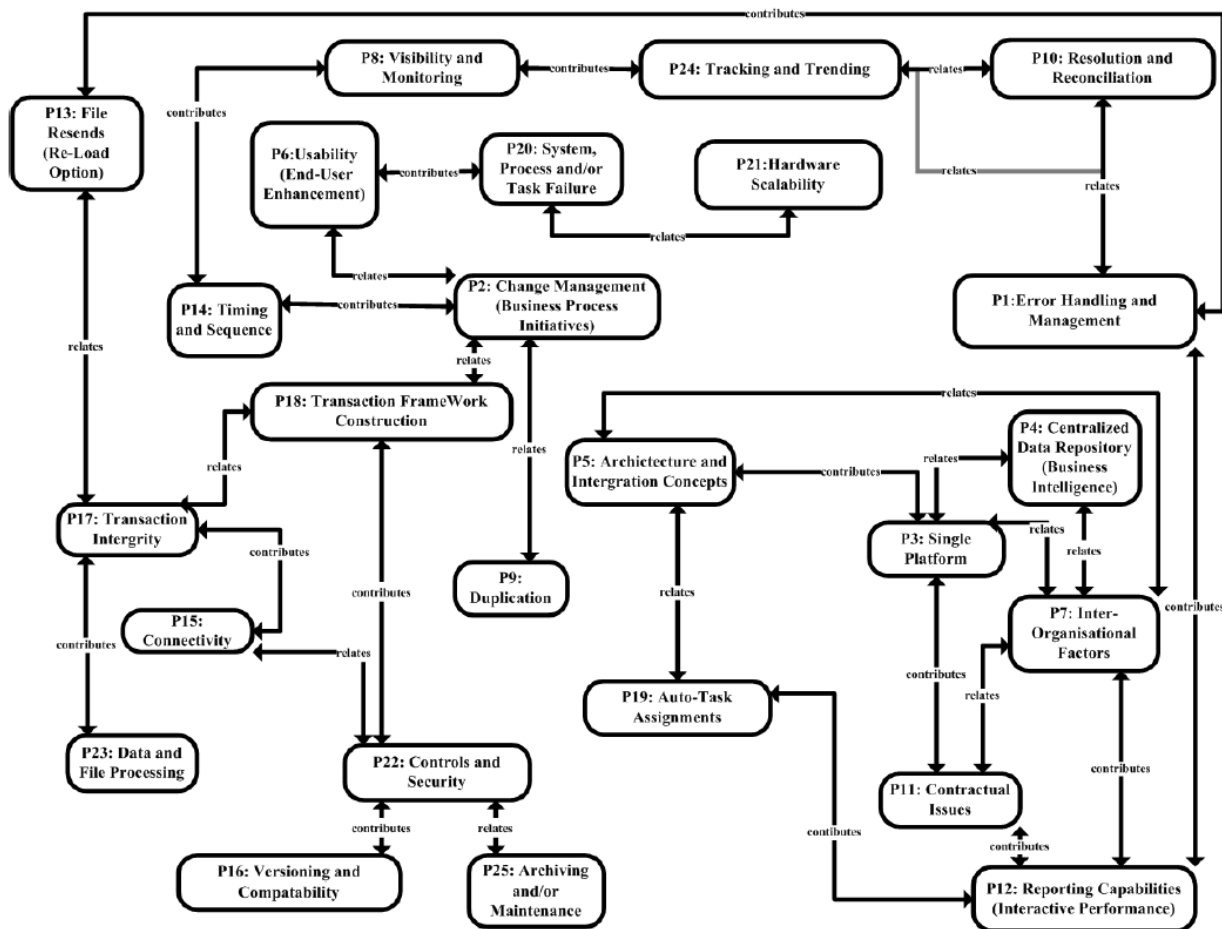 contributes
P8: Visibility and
Monitoring
contributes
P24: Tracking and Trending
relates
P10: Resolution and
Reconciliation
P13: File
Resends
(Re-Load
Option)
contributes
P6:Usability
(End-User
Enhancement)
contributes
P20: System,
Process and/or
Task Failure
P21:Hardware
Scalability
relates
relates
relates
relates
P14: Timing
and Sequence
contributes
P2: Change Management
(Business Process
Initiatives)
P1:Error Handling and
Management
relates
relates
P18: Transaction FrameWork
Construction
relates
relates
P5: Archictecture and
Intergration Concepts
contributes
relates
P4: Centralized
Data Repository
(Business
Intelligence)
P17: Transaction
Intergrity
contributes
P3: Single
Platform
relates
relates
P9:
Duplication
contributes
relates
contributes
P15:
Connectivity
contributes
relates
P7: Inter-
Organisational
Factors
contributes
relates
P19: Auto-Task
Assignments
P23: Data and
File Processing
P22: Controls and
Security
contributes
P11: Contractual
Issues
contributes
relates
contibutes
contributes
P16: Versioning and
Compatability
P25: Archiving
and/or
Maintenance
P12: Reporting Capabilities
(Interactive Performance)